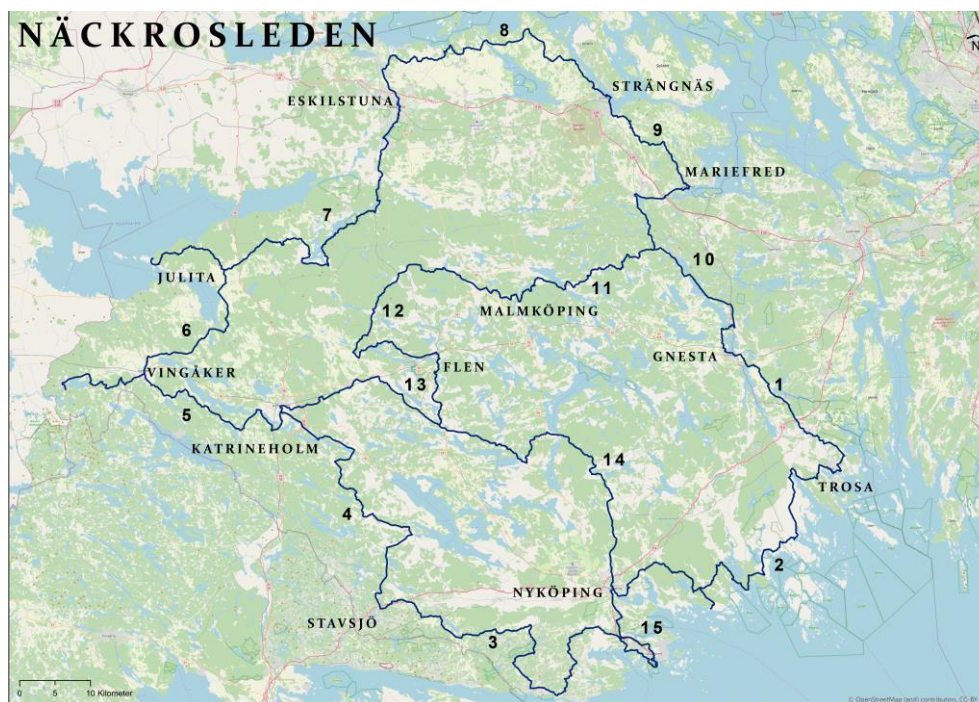 NÄCKROSLEDEN
8
N
STRÄNGNÄS
ESKILSTUNA
9
MARIEFRED
7
10
JULITA
11
12
MALMKÖPING
6
GNESTA
FLEN
VINGÅKER
13
1
5
KATRINEHOLM
14
TROSA
4
2
NYKÖPING
STAVSJÖ
15
3
0 5 10 Kilometer
© OpenStreetMap (and) contributors, CC-BY-